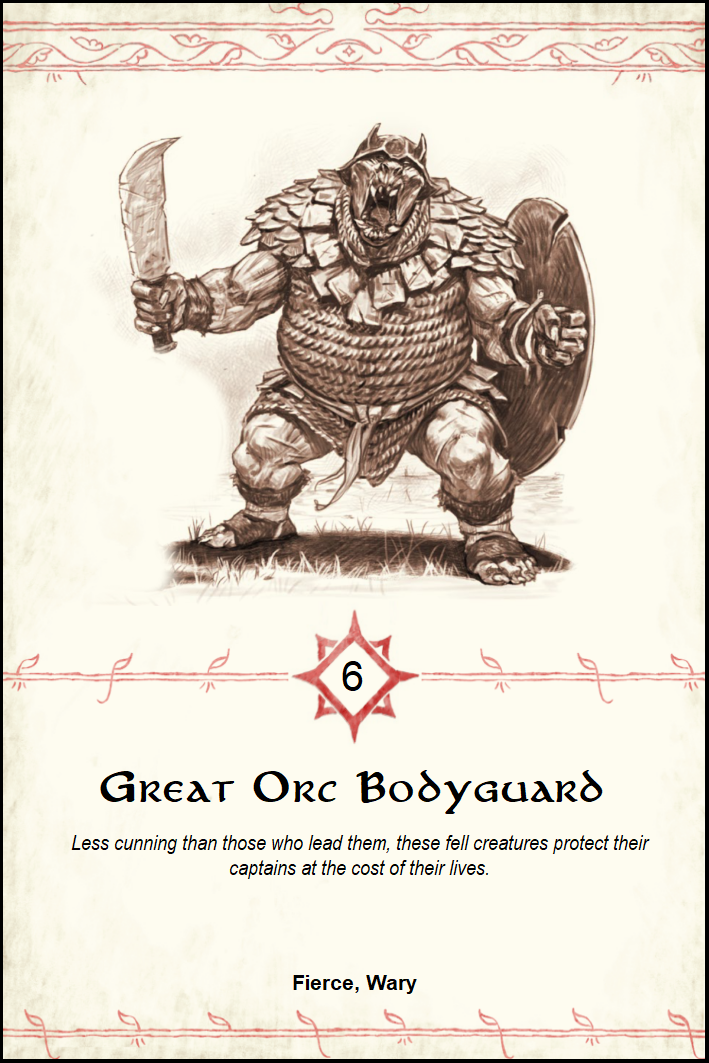 6
Great Orc Bodyguard
Less cunning than those who lead them, these fell creatures protect their
captains at the cost of their lives.
Fierce, Wary